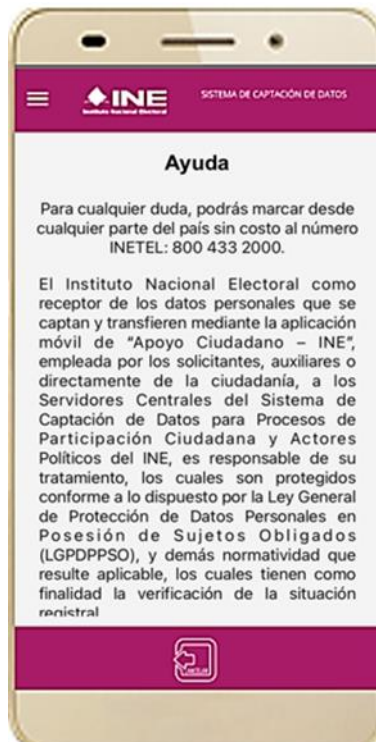 INE
Instituto Nacional Electoral
SISTEMA DE CAPTACIÓN DE DATOS
Ayuda
Para cualquier duda, podrás marcar desde
cualquier parte del país sin costo al número
INETEL: 800 433 2000.
El Instituto Nacional Electoral como
receptor de los datos personales que se
captan y transfieren mediante la aplicación
móvil de “Apoyo Ciudadano – INE”,
empleada por los solicitantes, auxiliares o
directamente de la ciudadanía, a los
Servidores Centrales del Sistema de
Captación de Datos para Procesos de
Participación Ciudadana y Actores
Políticos del INE, es responsable de su
tratamiento, los cuales son protegidos
conforme a lo dispuesto por la Ley General
de Protección de Datos Personales en
Posesión de Sujetos Obligados
(LGPDPPSO), y demás normatividad que
resulte aplicable, los cuales tienen como
finalidad la verificación de la situación
registral